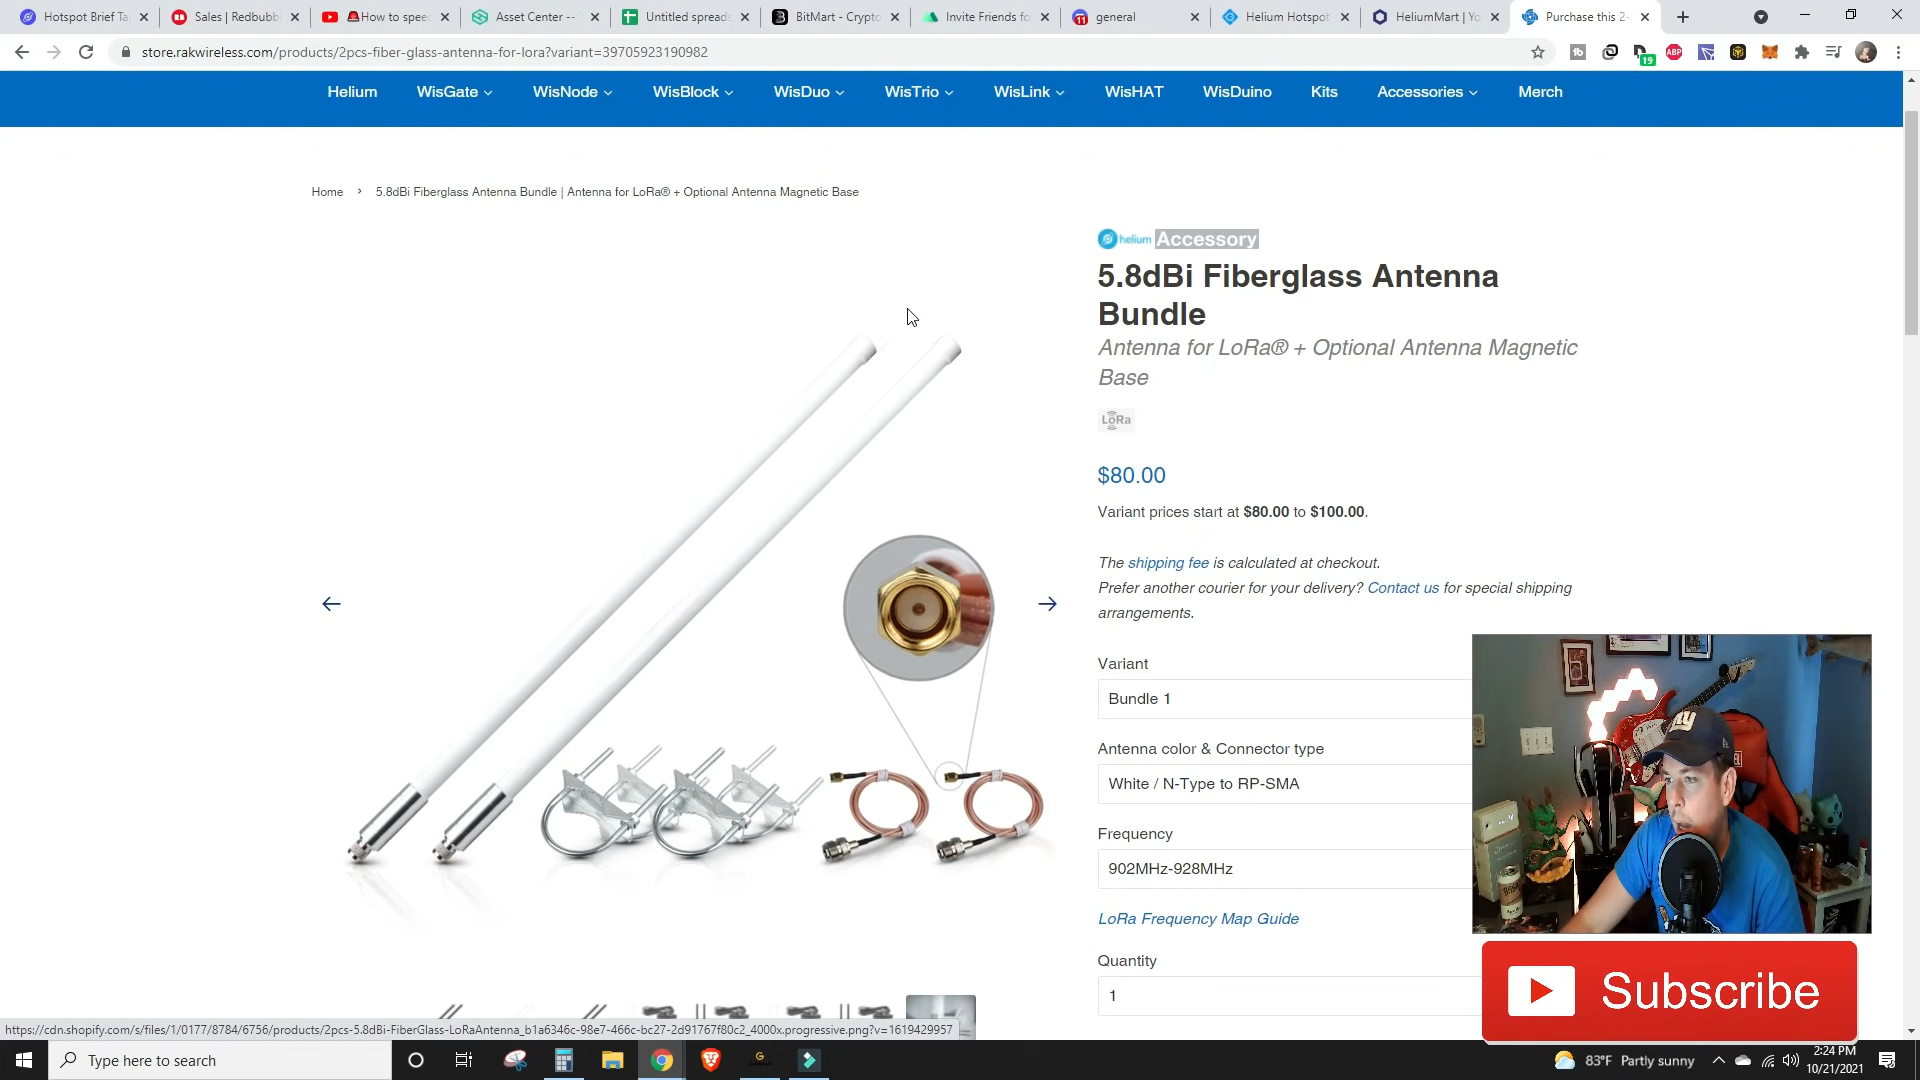 Hotspot Brief Ta
Sales | Redbubb
How to speed
Asset Center --
Untitled spreads
BitMart - Crypto
Invite Friends fo
11 general
Helium Hotspot
HeliumMart | Yo
Purchase this 2-
store.rakwireless.com/products/2pcs-fiber-glass-antenna-for-lora?variant=39705923190982
19
ABP
Helium WisGate WisNode WisBlock WisDuo WisTrio WisLink WisHAT WisDuino Kits Accessories Merch
Home › 5.8dBi Fiberglass Antenna Bundle | Antenna for LoRa® + Optional Antenna Magnetic Base
helium Accessory
5.8dBi Fiberglass Antenna
Bundle
Antenna for LoRa® + Optional Antenna Magnetic
Base
LoRa
$80.00
Variant prices start at $80.00 to $100.00.
The shipping fee is calculated at checkout.
Prefer another courier for your delivery? Contact us for special shipping
arrangements.
Variant
Bundle 1
Antenna color & Connector type
White / N-Type to RP-SMA
Frequency
902MHz-928MHz
LoRa Frequency Map Guide
Quantity
1
ny
Subscribe
https://cdn.shopify.com/s/files/1/0177/8784/6756/products/2pcs-5.8dBi-FiberGlass-LoRaAntenna_b1a6346c-98e7-466c-bc27-2d91767f80c2_4000x.progressive.png?v=1619429957
Type here to search
83°F Partly sunny
2:24 PM
10/21/2021